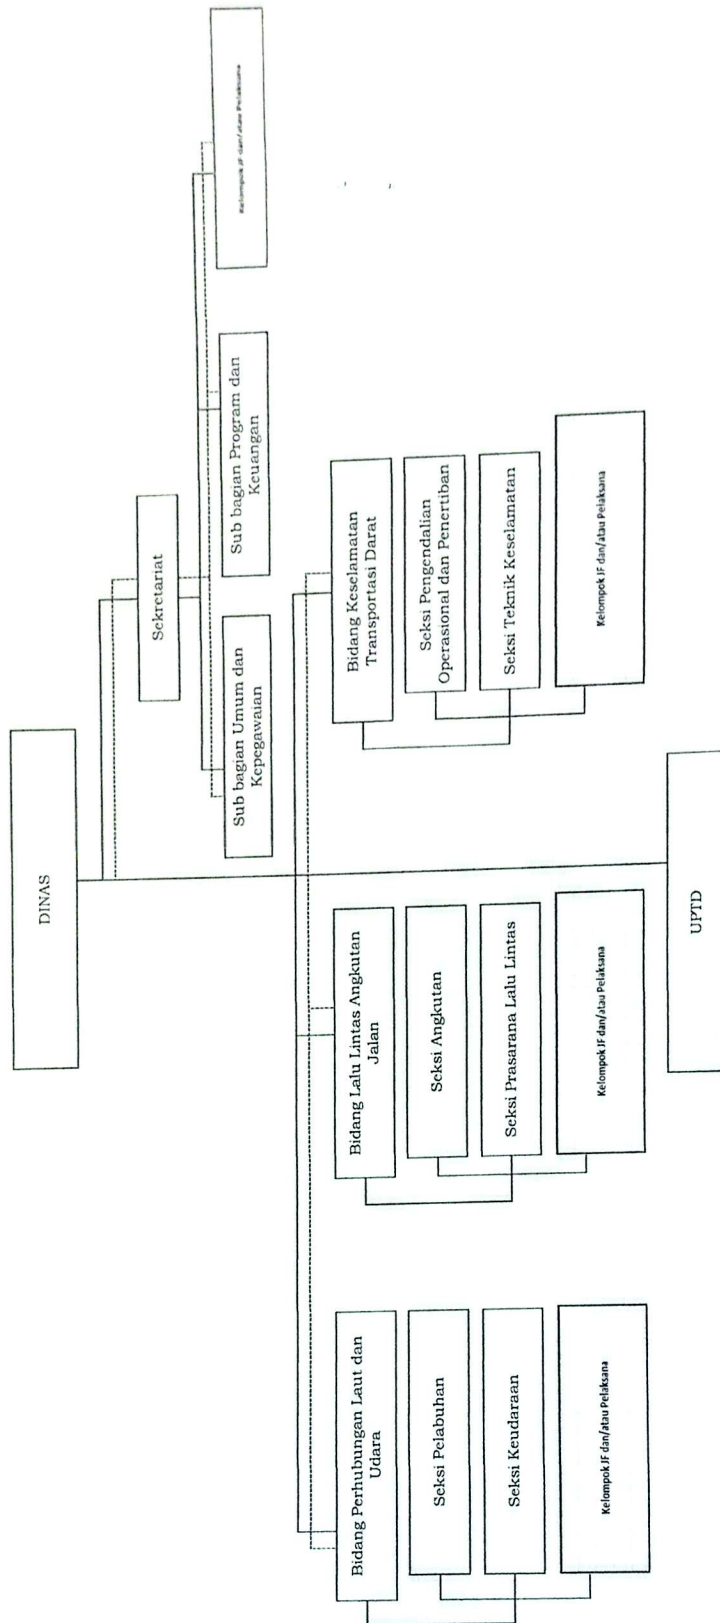 DINAS
Sekretariat
Sub bagian Umum dan
Kepegawaian
Sub bagian Program dan
Keuangan
Kelompok JF dan/atau Pelaksana
Bidang Perhubungan Laut dan
Udara
Seksi Pelabuhan
Seksi Keudaraan
Kelompok JF dan/atau Pelaksana
Bidang Lalu Lintas Angkutan
Jalan
Seksi Angkutan
Seksi Prasarana Lalu Lintas
Kelompok JF dan/atau Pelaksana
Bidang Keselamatan
Transportasi Darat
Seksi Pengendalian
Operasional dan Penertiban
Seksi Teknik Keselamatan
Kelompok JF dan/atau Pelaksana
UPTD